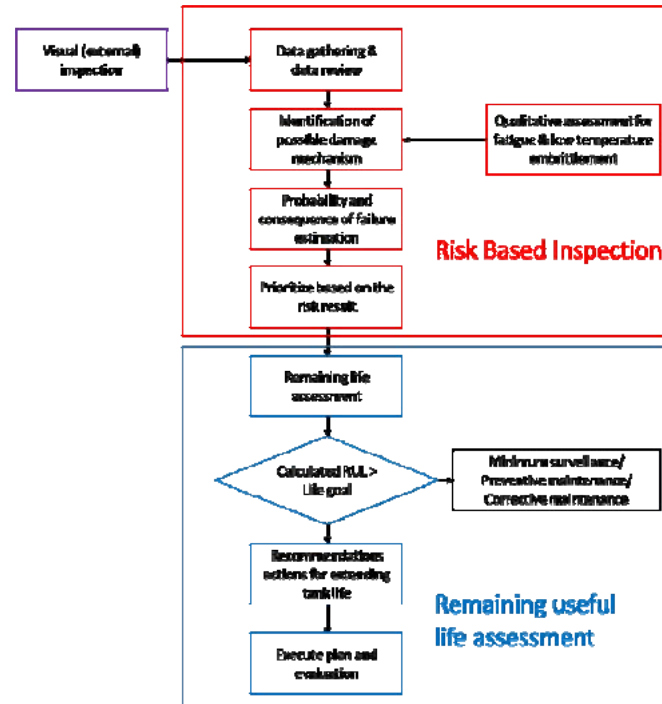 Visual (external)
inspection
Data gathering &
data review
Identification of
possible damage
mechanism
Qualitative assessment for
fatigue & low temperature
embrittlement
Probability and
consequence of failure
estimation
Risk Based Inspection
Prioritize based on the
risk result.
Remaining life
assessment
Calculated RUL >
Life goal
Minimum surveillance/
Preventive maintenance/
Corrective maintenance
Recommendations
actions for extending
tank life
Remaining useful
life assessment
Execute plan and
evaluation